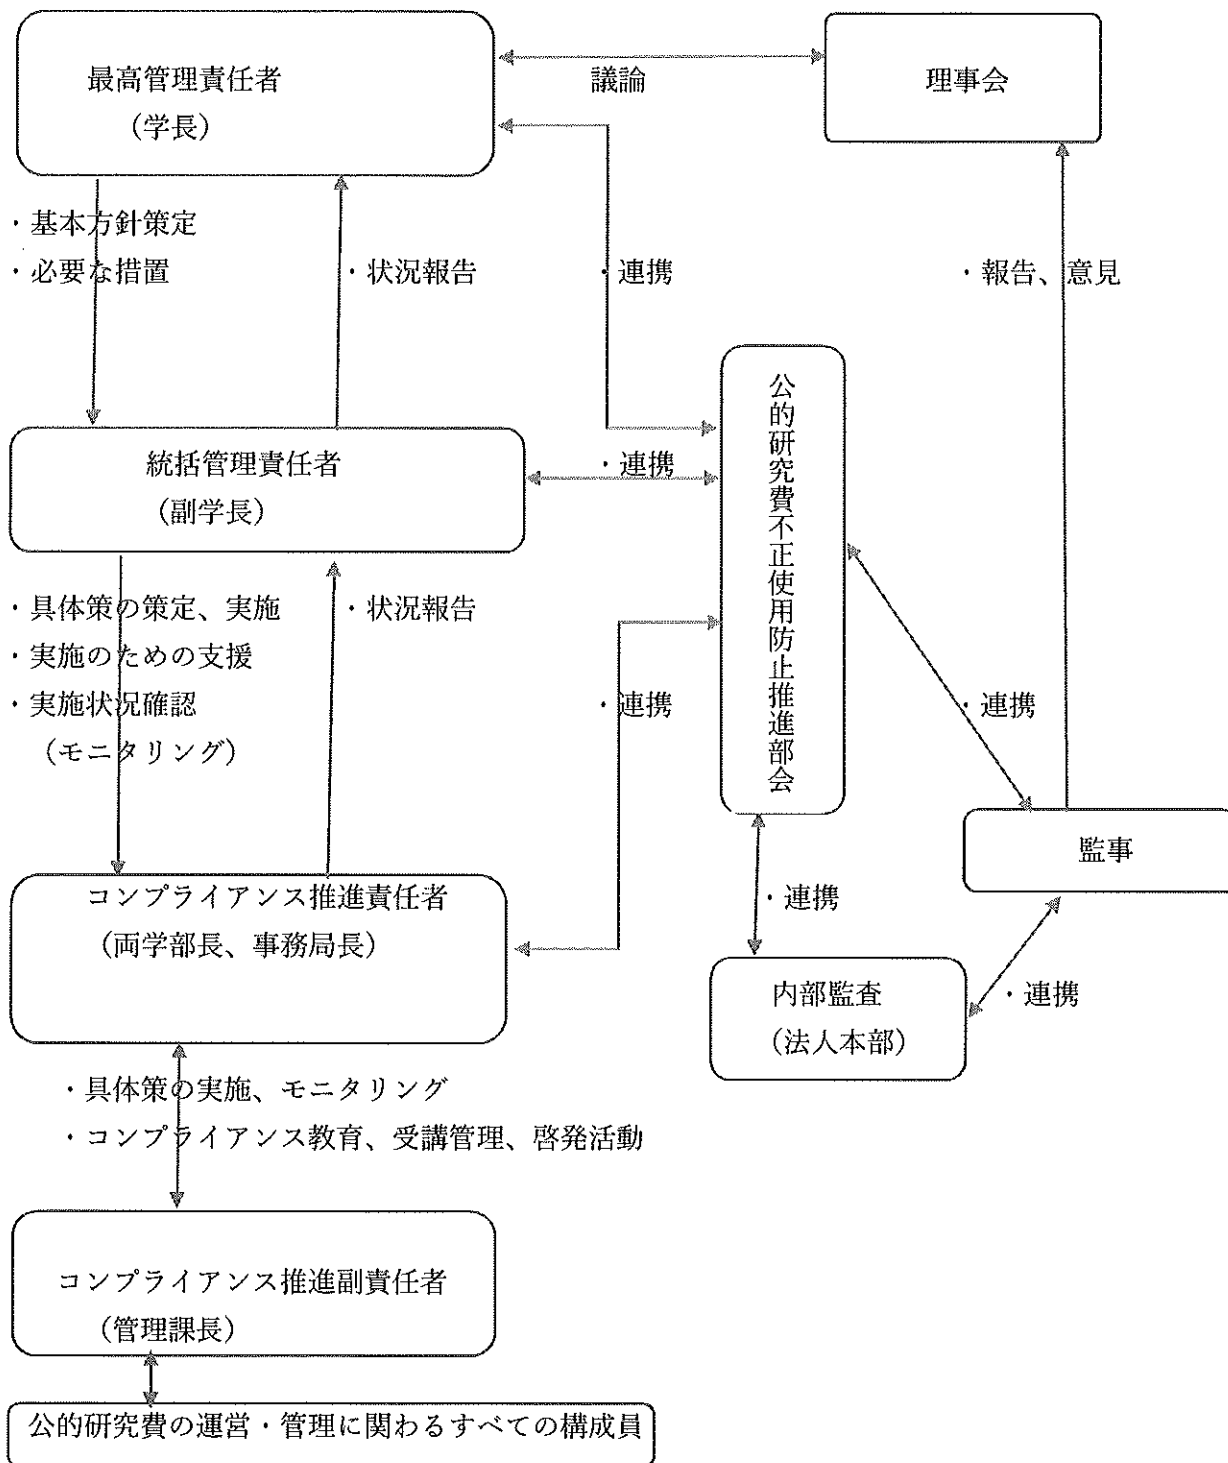 最高管理責任者
（学長）
議論
理事会
・基本方針策定
・必要な措置
・状況報告
・連携
・報告、意見
統括管理責任者
（副学長）
・連携
公的研究費不正使用防止推進部会
・具体策の策定、実施
・実施のための支援
・実施状況確認
（モニタリング）
・状況報告
・連携
・連携
監事
コンプライアンス推進責任者
（両学部長、事務局長）
・連携
内部監査
（法人本部）
・連携
・具体策の実施、モニタリング
・コンプライアンス教育、受講管理、啓発活動
コンプライアンス推進副責任者
（管理課長）
公的研究費の運営・管理に関わるすべての構成員